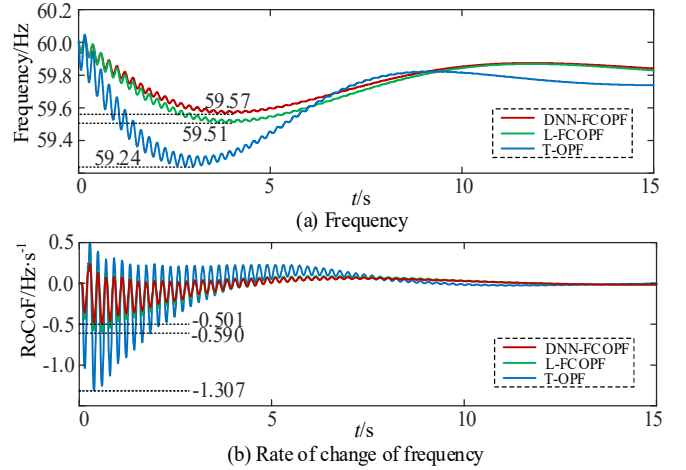 60.2
60.0
59.8
59.6
59.4
Frequency/Hz
59.57
59.51
59.24
DNN-FCOPF
L-FCOPF
T-OPF
0
5
10
15
t/s
(a) Frequency
0.5
0.0
-0.5
-1.0
RoCoF/Hz·s⁻¹
-0.501
-0.590
-1.307
DNN-FCOPF
L-FCOPF
T-OPF
0
5
10
15
t/s
(b) Rate of change of frequency